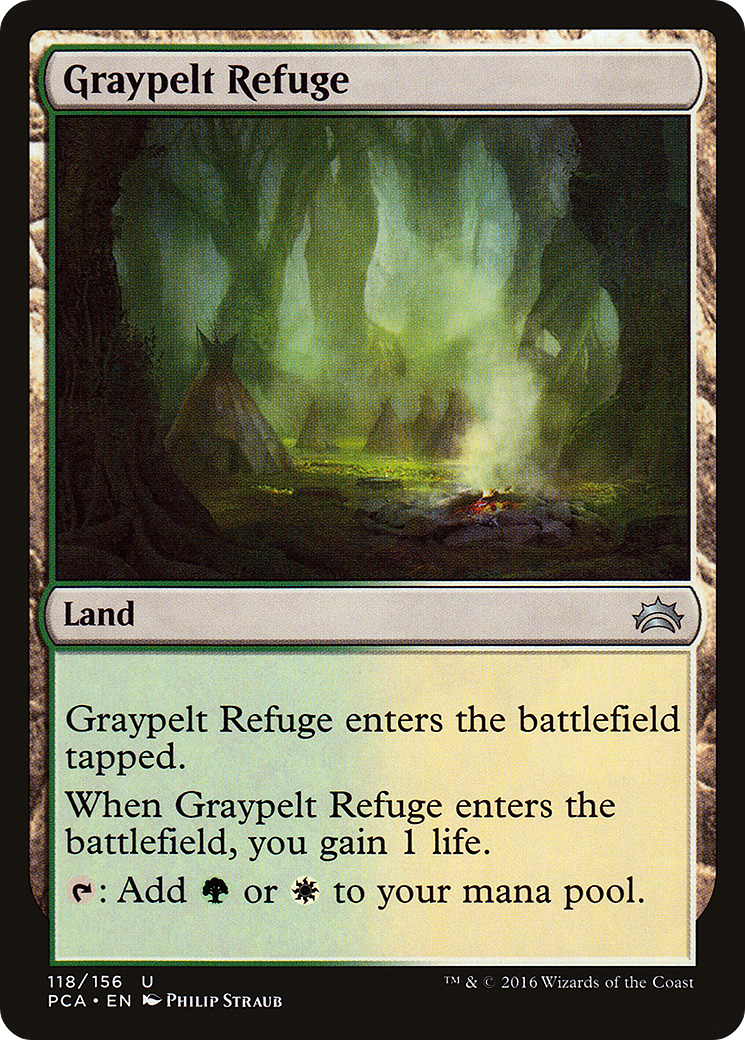 Graypelt Refuge
Land
Graypelt Refuge enters the battlefield
tapped.
When Graypelt Refuge enters the
battlefield, you gain 1 life.
: Add or to your mana pool.
118/156 U
PCA • EN Philip Straub
™ & © 2016 Wizards of the Coast